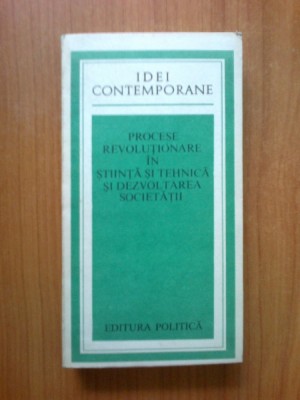 IDEI
CONTEMPORANE
PROCESE
REVOLUȚIONARE
ÎN
ȘTIINȚĂ ȘI TEHNICĂ
ȘI DEZVOLTAREA
SOCIETĂȚII
EDITURA POLITICĂ